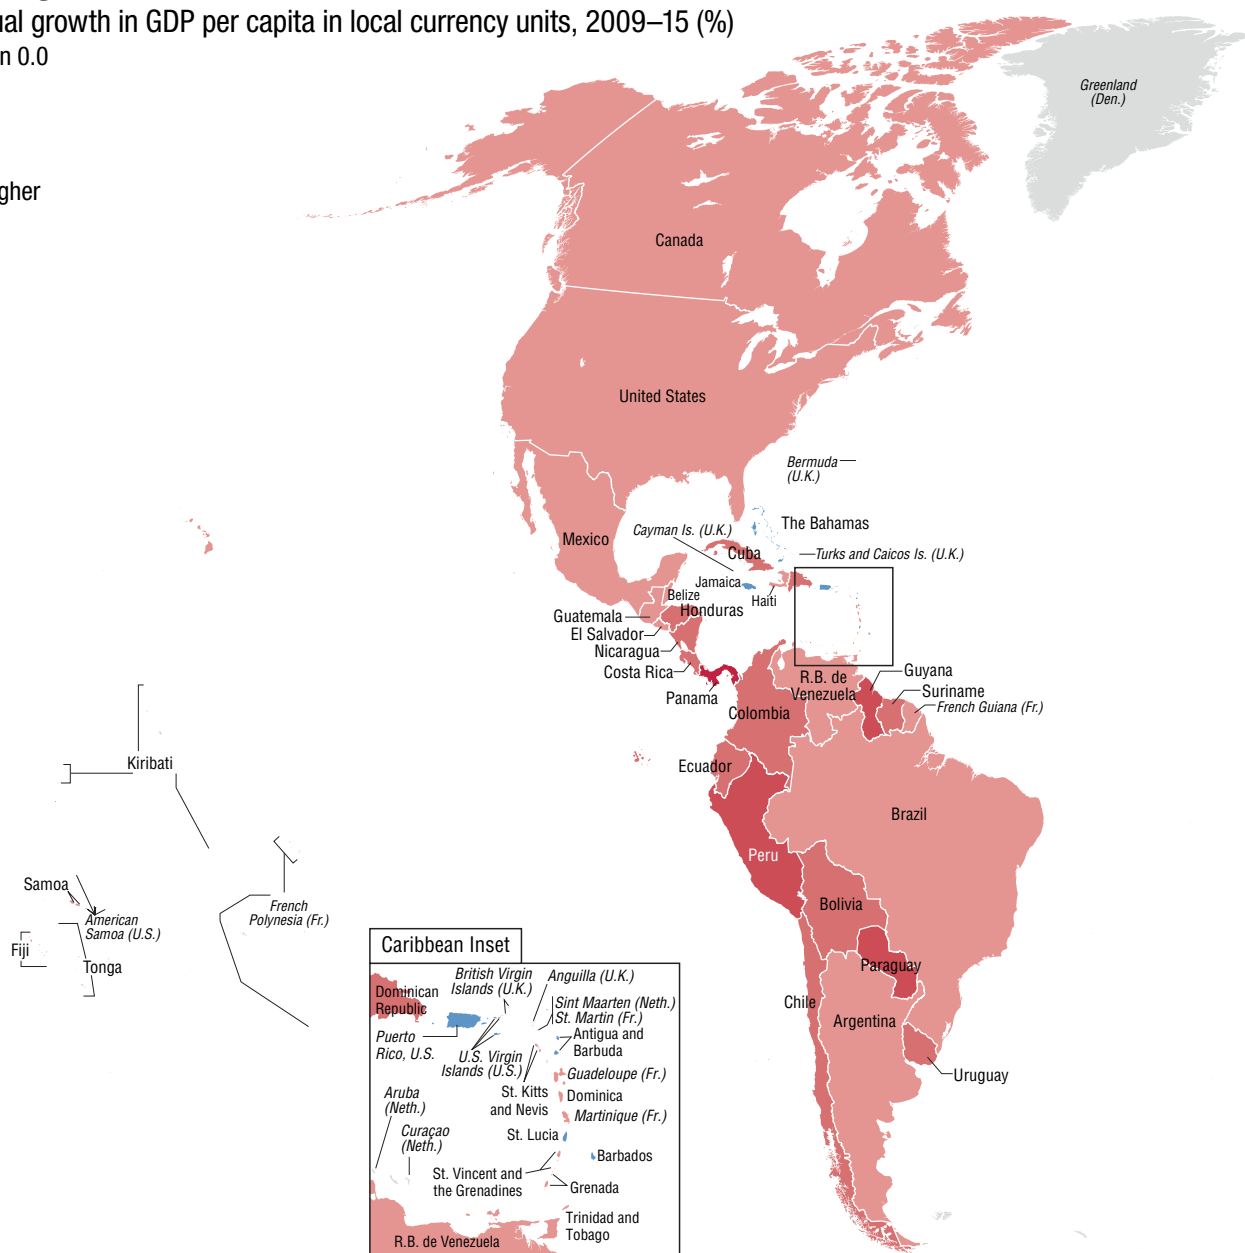 ual growth in GDP per capita in local currency units, 2009–15 (%)
n 0.0
gher
Greenland
(Den.)
Canada
United States
Bermuda
(U.K.)
The Bahamas
Cayman Is. (U.K.)
Mexico
Cuba
Turks and Caicos Is. (U.K.)
Jamaica
Belize
Haiti
Honduras
Guatemala
El Salvador
Nicaragua
Costa Rica
Panama
R.B. de
Venezuela
Guyana
Suriname
French Guiana (Fr.)
Colombia
Ecuador
Kiribati
Brazil
Peru
Samoa
American
Samoa (U.S.)
French
Polynesia (Fr.)
Fiji
Tonga
Bolivia
Paraguay
Chile
Argentina
Uruguay
Caribbean Inset
Dominican
Republic
British Virgin
Islands (U.K.)
Anguilla (U.K.)
Sint Maarten (Neth.)
St. Martin (Fr.)
Puerto
Rico, U.S.
U.S. Virgin
Islands (U.S.)
Antigua and
Barbuda
St. Kitts
and Nevis
Guadeloupe (Fr.)
Dominica
Martinique (Fr.)
Aruba
(Neth.)
Curaçao
(Neth.)
St. Lucia
Barbados
St. Vincent and
the Grenadines
Grenada
Trinidad and
Tobago
R.B. de Venezuela